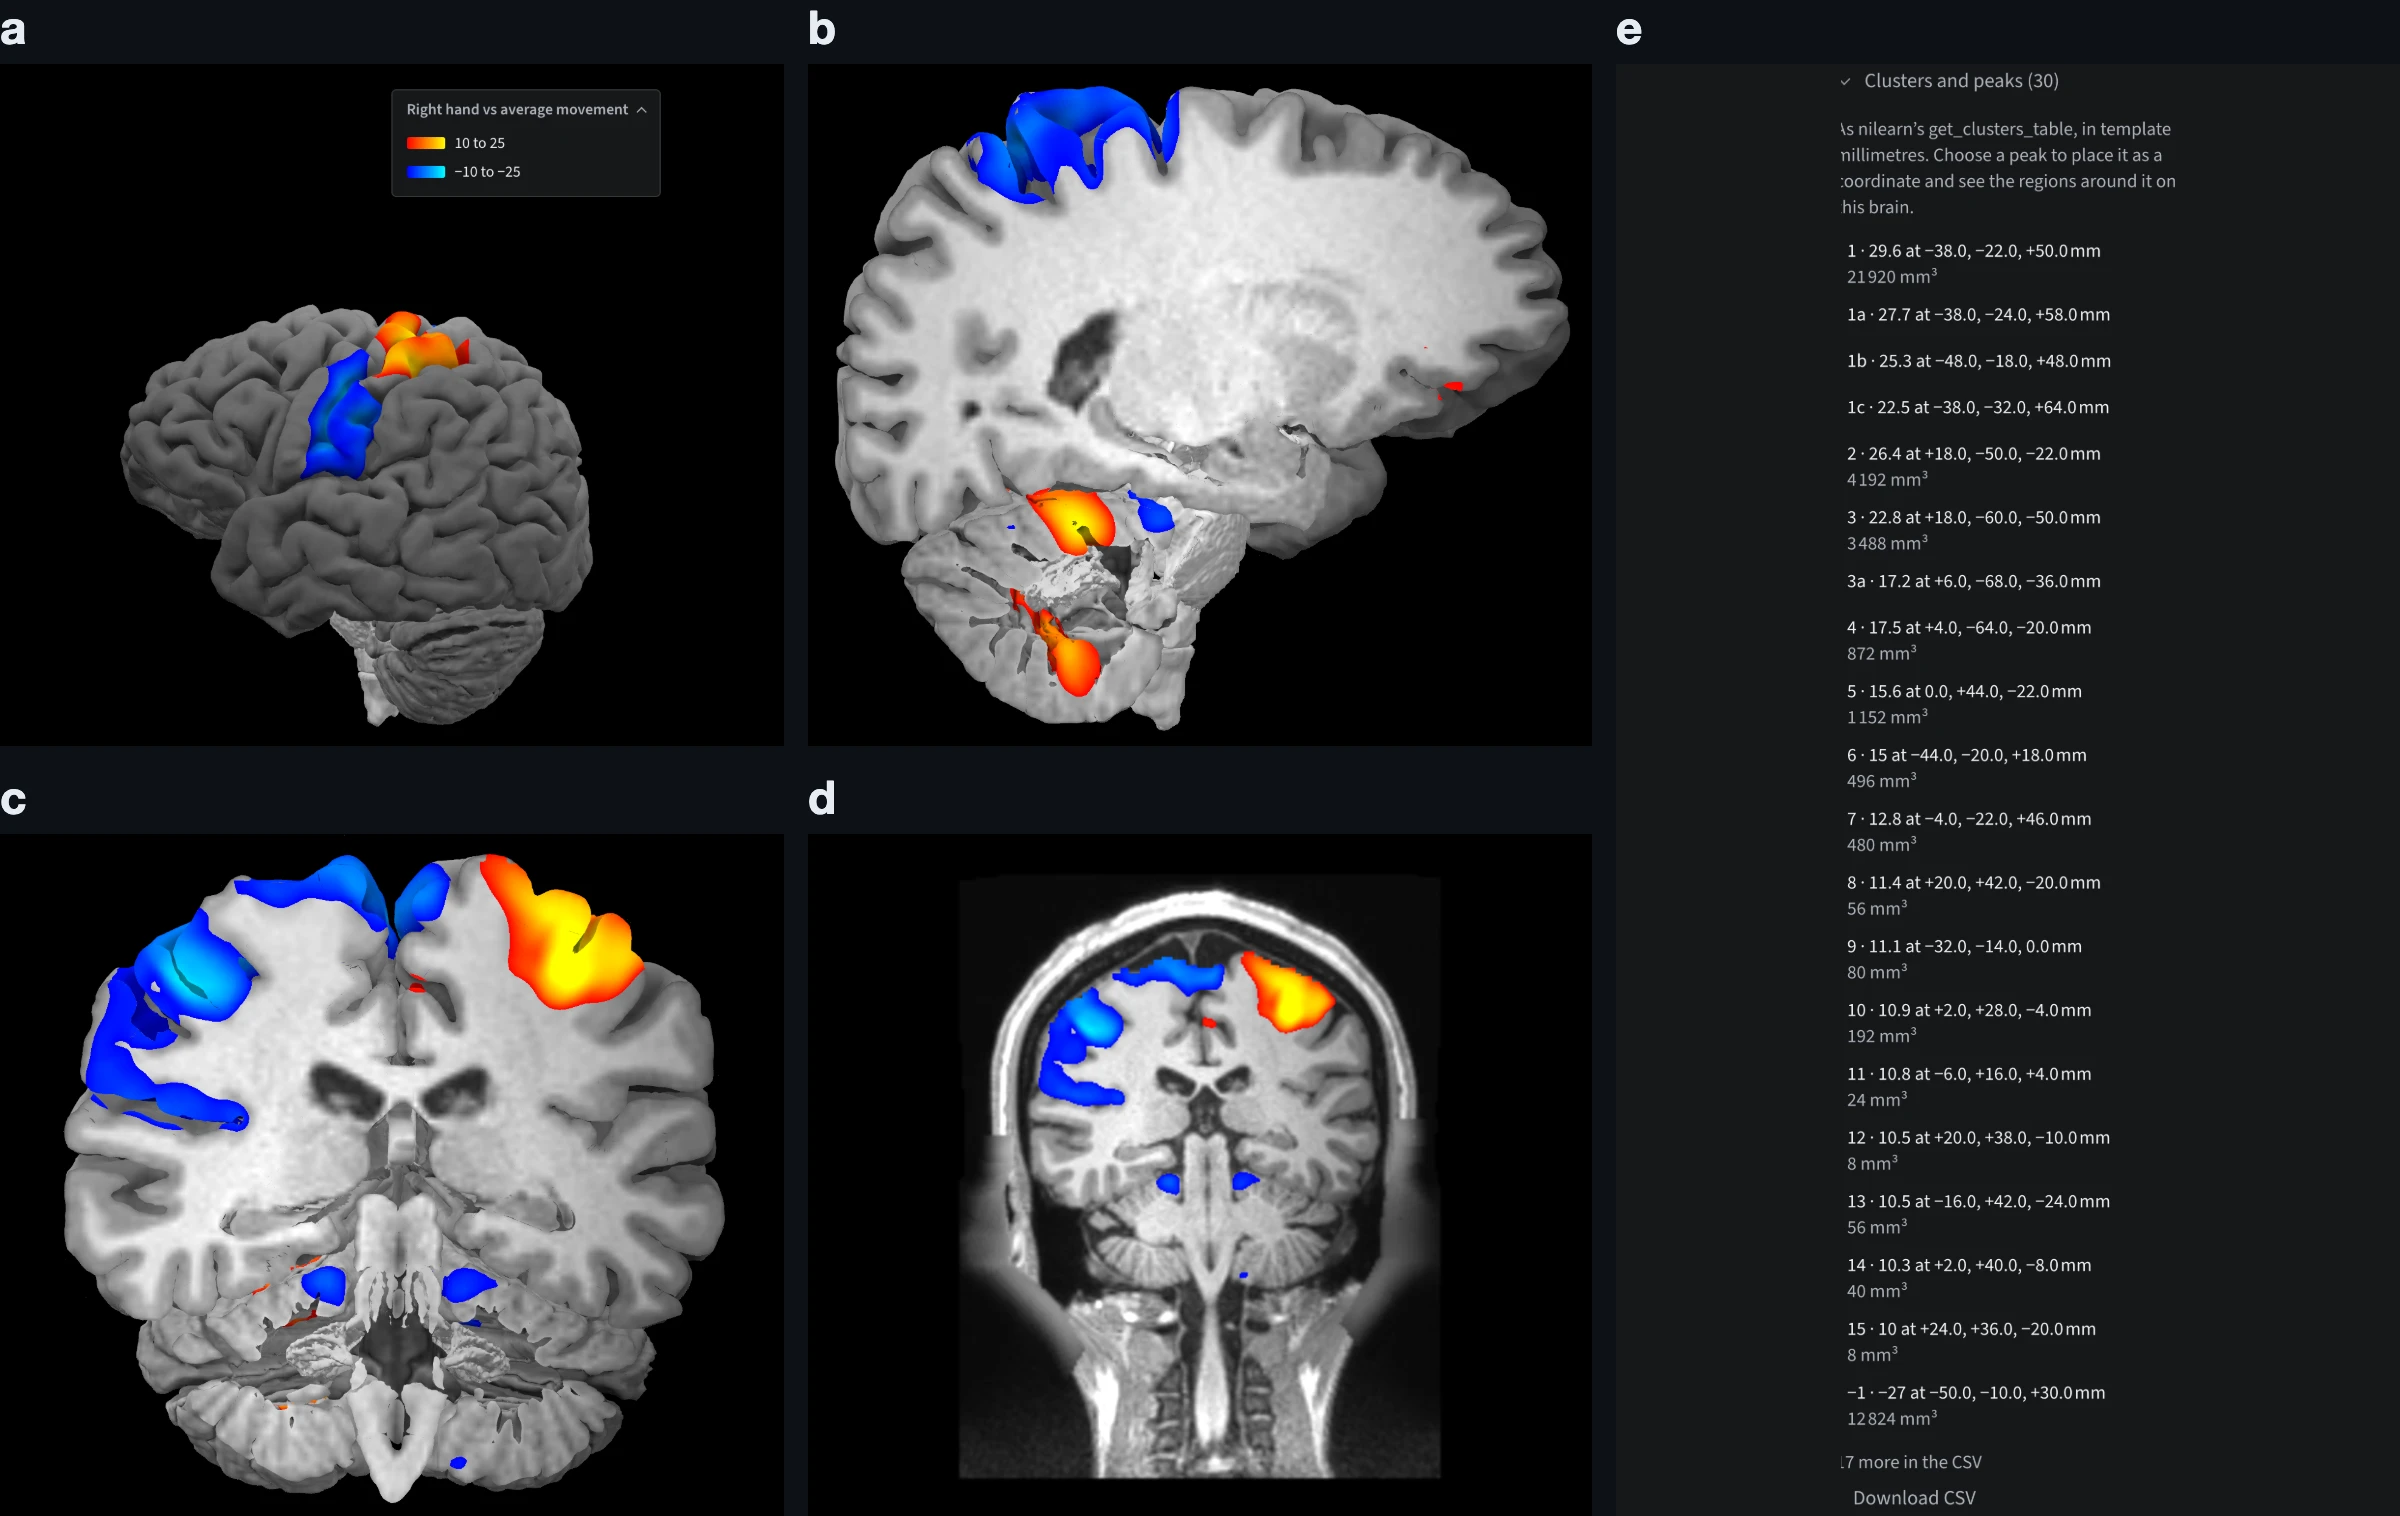 a
Right hand vs average movement
10 to 25
−10 to −25
b
c
d
e
Clusters and peaks (30)
As nilearn’s get_clusters_table, in template
millimetres. Choose a peak to place it as a
coordinate and see the regions around it on
this brain.
1 · 29.6 at −38.0, −22.0, +50.0 mm
21 920 mm³
1a · 27.7 at −38.0, −24.0, +58.0 mm
1b · 25.3 at −48.0, −18.0, +48.0 mm
1c · 22.5 at −38.0, −32.0, +64.0 mm
2 · 26.4 at +18.0, −50.0, −22.0 mm
4 192 mm³
3 · 22.8 at +18.0, −60.0, −50.0 mm
3 488 mm³
3a · 17.2 at +6.0, −68.0, −36.0 mm
4 · 17.5 at +4.0, −64.0, −20.0 mm
872 mm³
5 · 15.6 at 0.0, +44.0, −22.0 mm
1 152 mm³
6 · 15 at −44.0, −20.0, +18.0 mm
496 mm³
7 · 12.8 at −4.0, −22.0, +46.0 mm
480 mm³
8 · 11.4 at +20.0, +42.0, −20.0 mm
56 mm³
9 · 11.1 at −32.0, −14.0, 0.0 mm
80 mm³
10 · 10.9 at +2.0, +28.0, −4.0 mm
192 mm³
11 · 10.8 at −6.0, +16.0, +4.0 mm
24 mm³
12 · 10.5 at +20.0, +38.0, −10.0 mm
8 mm³
13 · 10.5 at −16.0, +42.0, −24.0 mm
56 mm³
14 · 10.3 at +2.0, +40.0, −8.0 mm
40 mm³
15 · 10 at +24.0, +36.0, −20.0 mm
8 mm³
−1 · −27 at −50.0, −10.0, +30.0 mm
12 824 mm³
17 more in the CSV
Download CSV